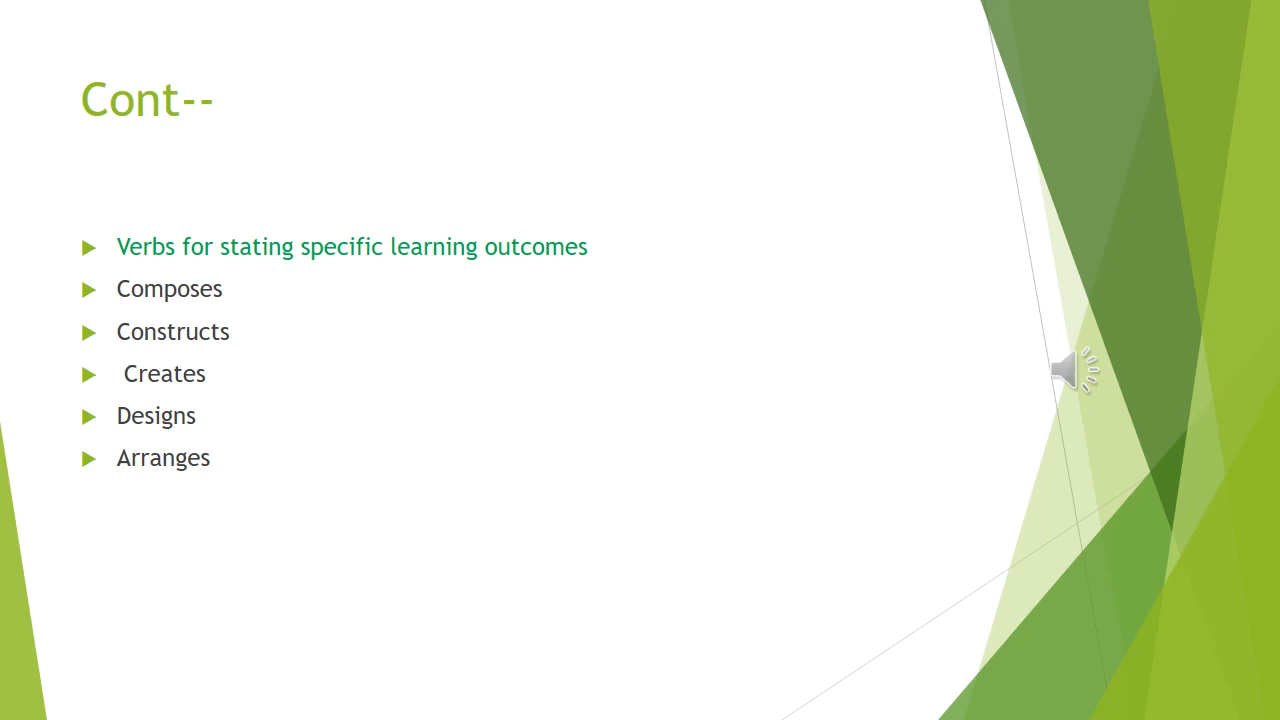 Cont--
Verbs for stating specific learning outcomes
Composes
Constructs
Creates
Designs
Arranges